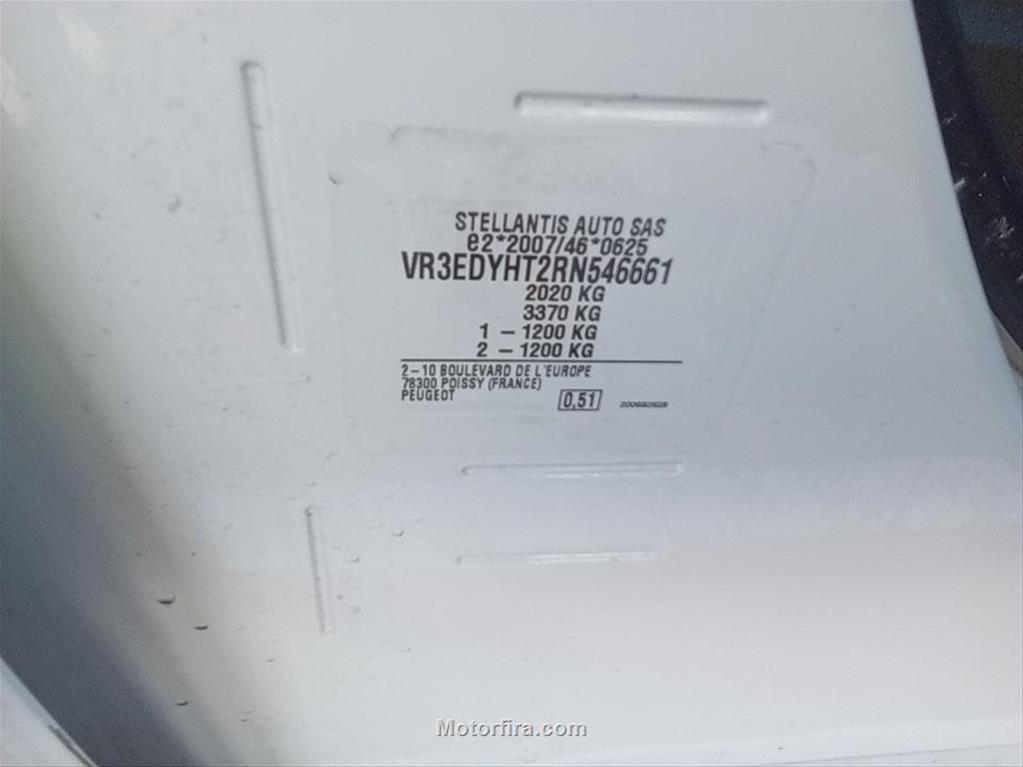 STELLANTIS AUTO SAS
e2*2007/46*0625
VR3EDYHT2RN546661
2020 KG
3370 KG
1 - 1200 KG
2 - 1200 KG
2-10 BOULEVARD DE L'EUROPE
78300 POISSY (FRANCE)
PEUGEOT
0,51
Motorfira.com